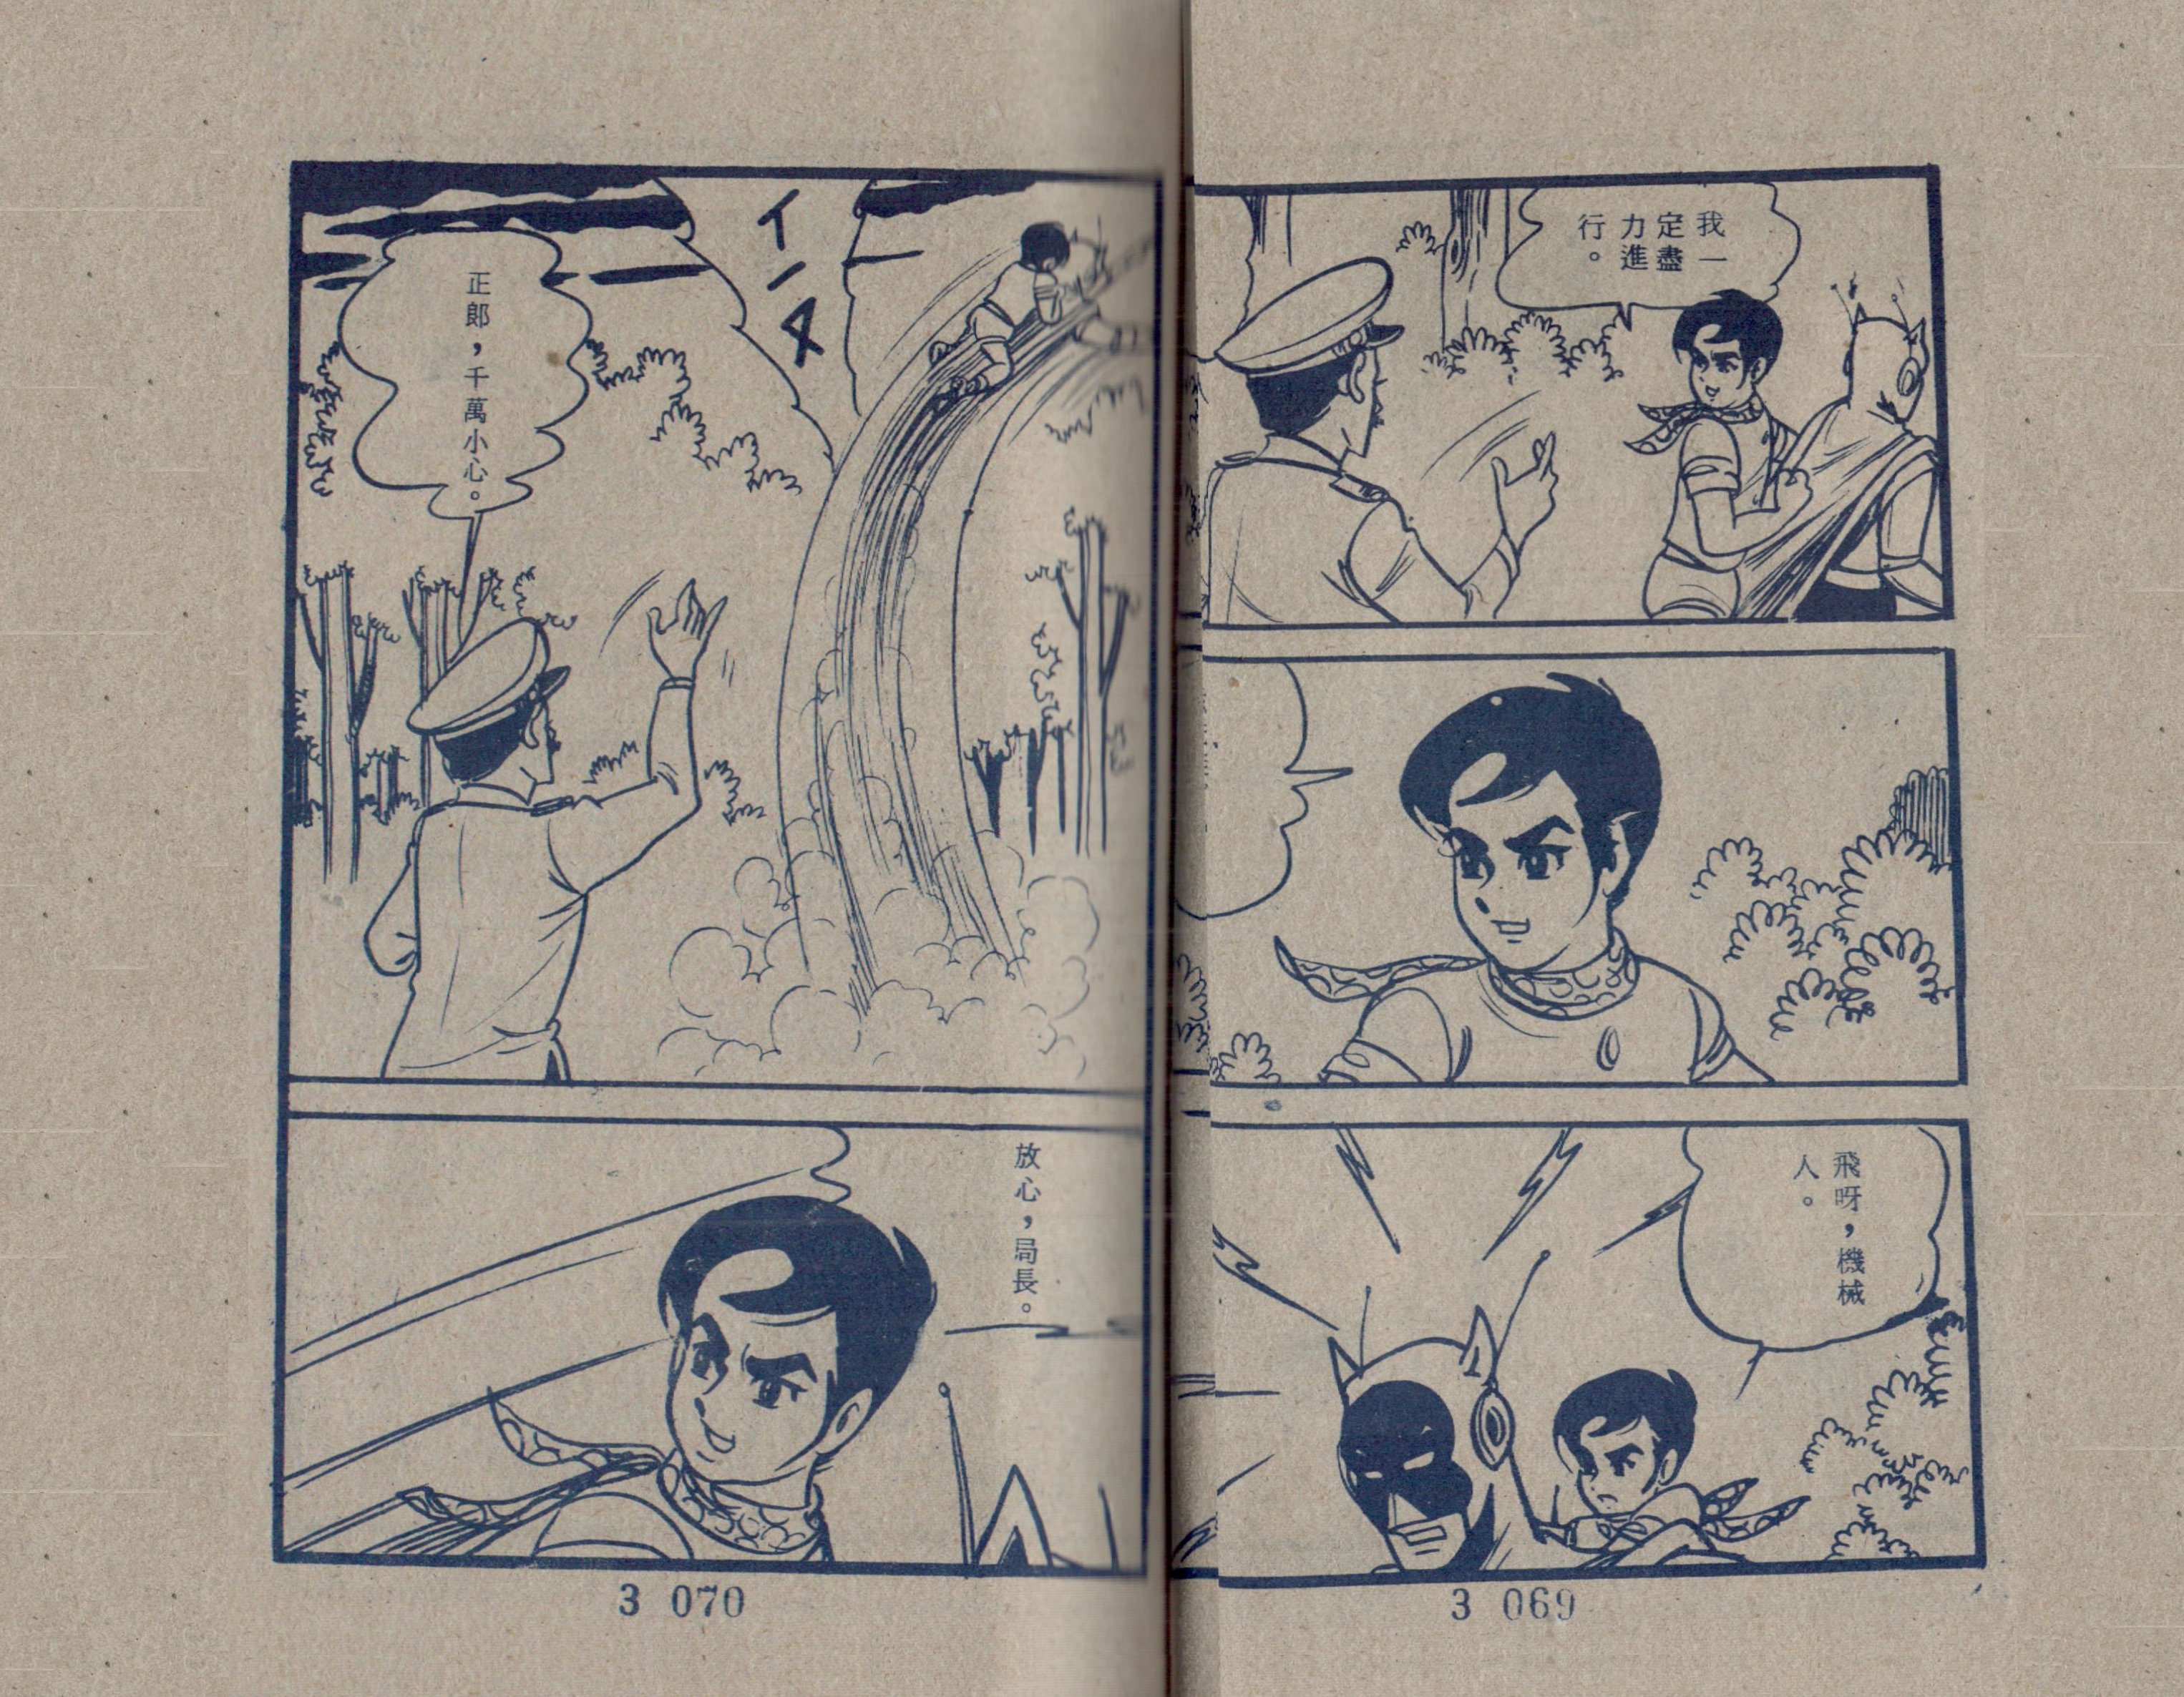 我一
定盡
力進
行。
飛呀，機械
人。
3 069
正郎，千萬小心。
放心，局長。
3 070